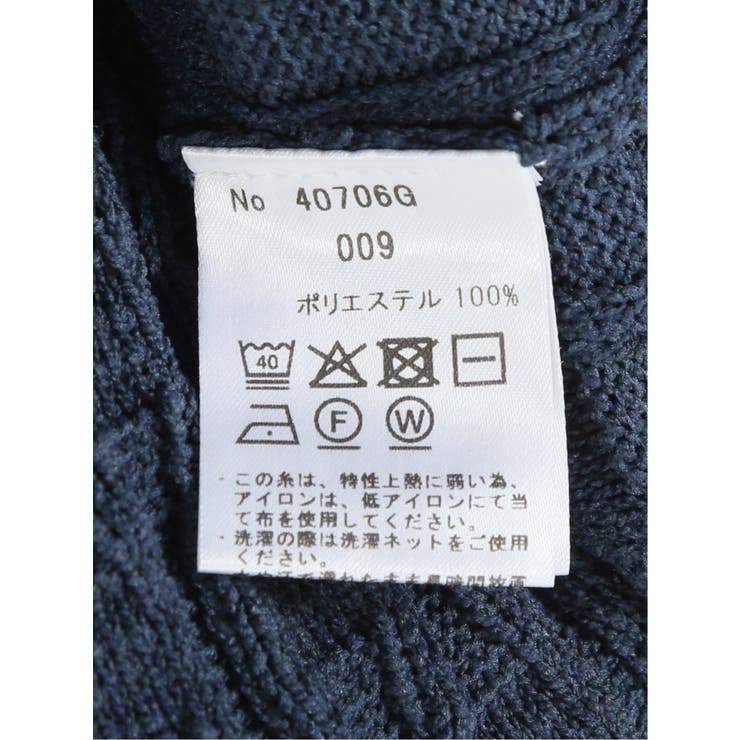 No 40706G
009
ポリエステル 100%
40
F W
・この糸は、特性上熱に弱い為、
アイロンは、低アイロンにて当
て布を使用してください。
・洗濯の際は洗濯ネットをご使用
ください。